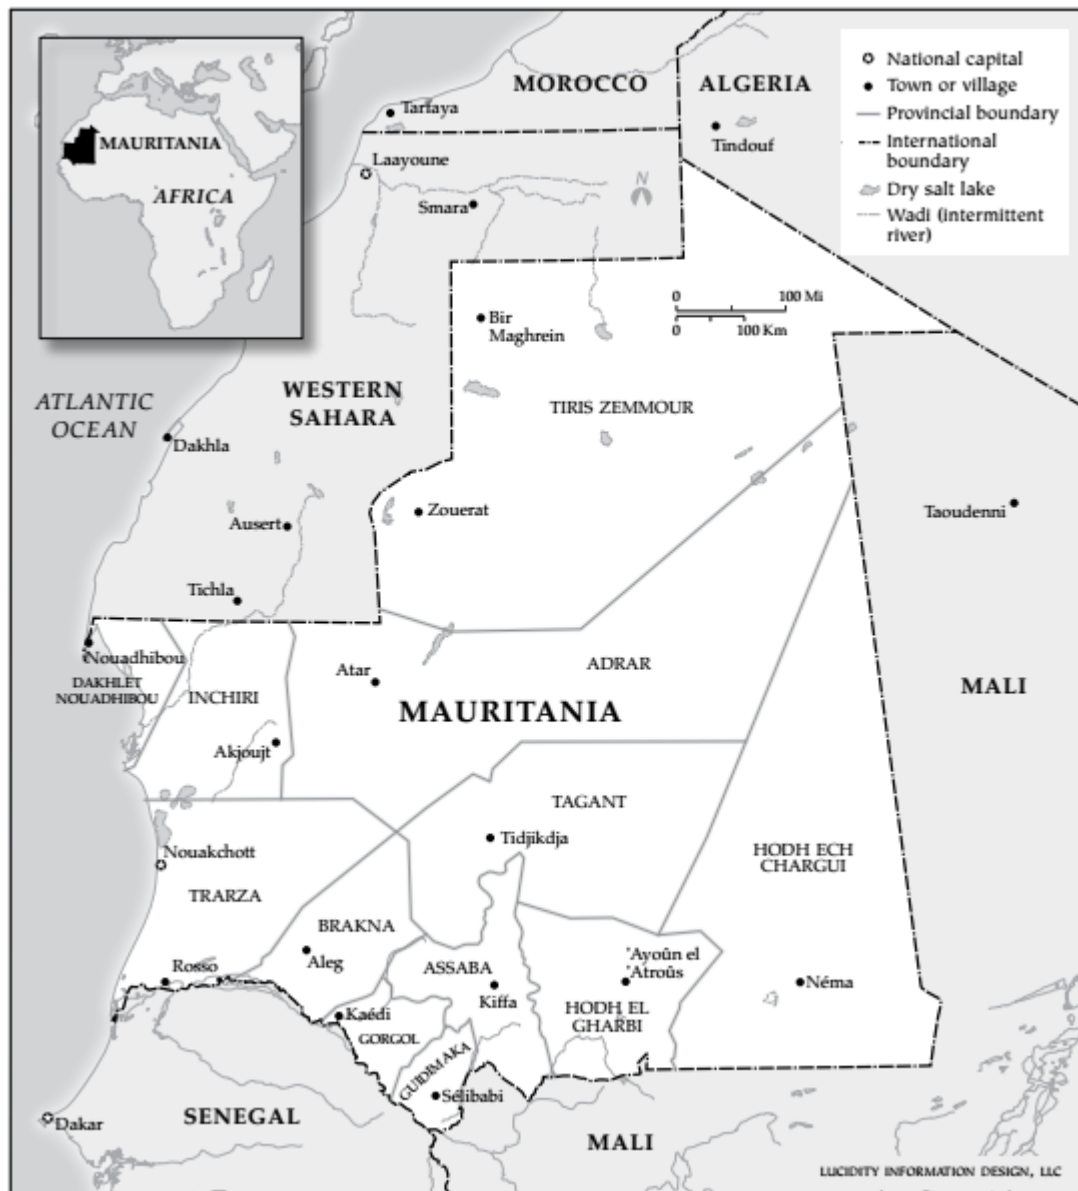 MOROCCO
ALGERIA
National capital
Town or village
Provincial boundary
International
boundary
Dry salt lake
Wadi (intermittent
river)
MAURITANIA
AFRICA
Tarfaya
Tindouf
Laayoune
N
Smara
0 100 Mi
0 100 Km
Bir
Maghrein
ATLANTIC
OCEAN
WESTERN
SAHARA
TIRIS ZEMMOUR
Dakhla
Zouerat
Taoudenni
Ausert
Tichla
Nouadhibou
DAKHLET
NOUADHIBOU
INCHIRI
Atar
ADRAR
MALI
MAURITANIA
Akjoujt
TAGANT
Tidjikdja
Nouakchott
HODH ECH
CHARGUI
TRARZA
BRAKNA
Aleg
Rosso
ASSABA
Kiffa
'Ayoûn el
'Atroûs
Néma
HODH EL
GHARBI
Kaédi
GORGOL
GUIDIMAKA
Sélibabi
Dakar
SENEGAL
MALI
LUCIDITY INFORMATION DESIGN, LLC